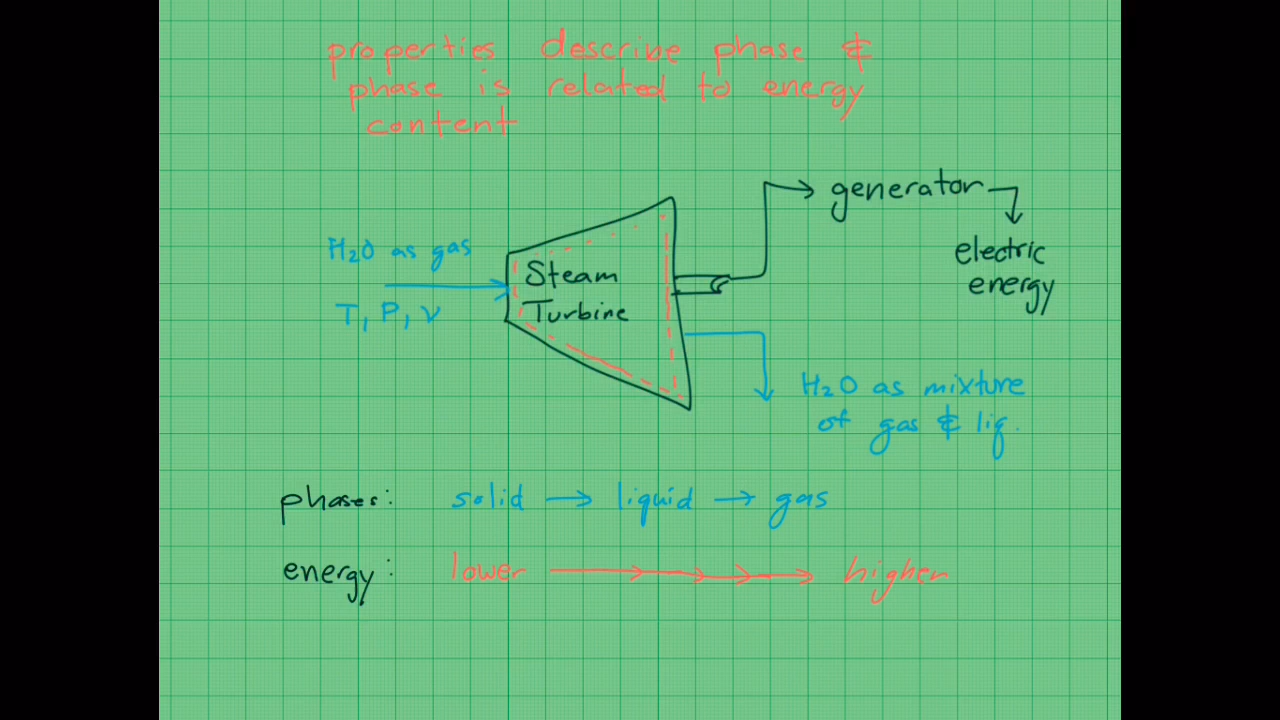 properties describe phase &
phase is related to energy
content
generator
electric
energy
H₂O as gas
T, P, v
Steam
Turbine
H₂O as mixture
of gas & liq.
phases: solid → liquid → gas
energy: lower → higher